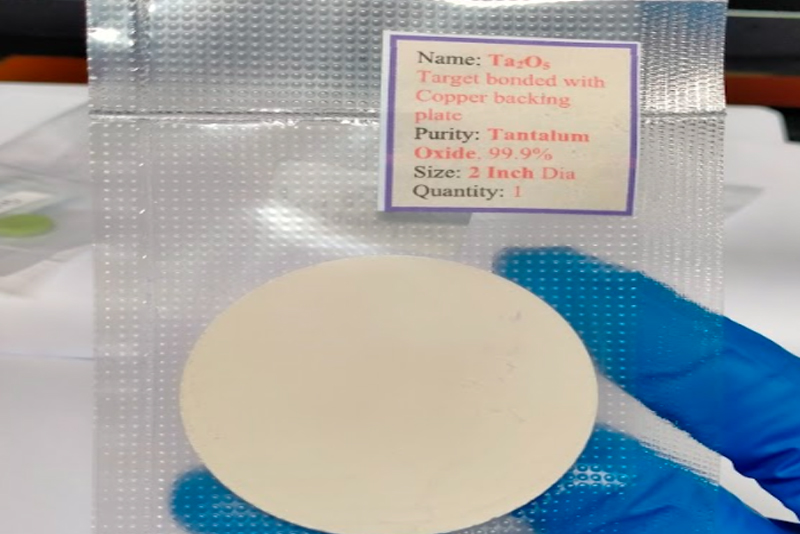 Name: Ta₂O₅
Target bonded with
Copper backing
plate
Purity: Tantalum
Oxide, 99.9%
Size: 2 Inch Dia
Quantity: 1